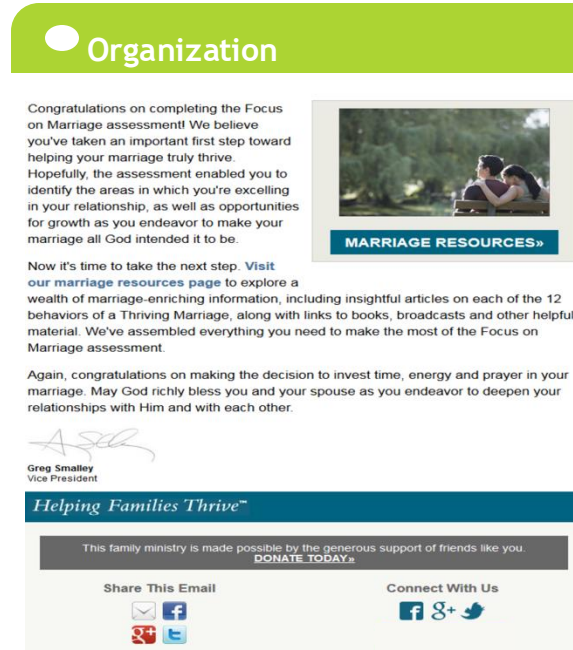 Organization
Congratulations on completing the Focus
on Marriage assessment! We believe
you've taken an important first step toward
helping your marriage truly thrive.
Hopefully, the assessment enabled you to
identify the areas in which you're excelling
in your relationship, as well as opportunities
for growth as you endeavor to make your
marriage all God intended it to be.
MARRIAGE RESOURCES»
Now it's time to take the next step. Visit
our marriage resources page to explore a
wealth of marriage-enriching information, including insightful articles on each of the 12
behaviors of a Thriving Marriage, along with links to books, broadcasts and other helpful
material. We've assembled everything you need to make the most of the Focus on
Marriage assessment.
Again, congratulations on making the decision to invest time, energy and prayer in your
marriage. May God richly bless you and your spouse as you endeavor to deepen your
relationships with Him and with each other.
Greg Smalley
Vice President
Helping Families Thrive™
This family ministry is made possible by the generous support of friends like you.
DONATE TODAY»
Share This Email
Connect With Us